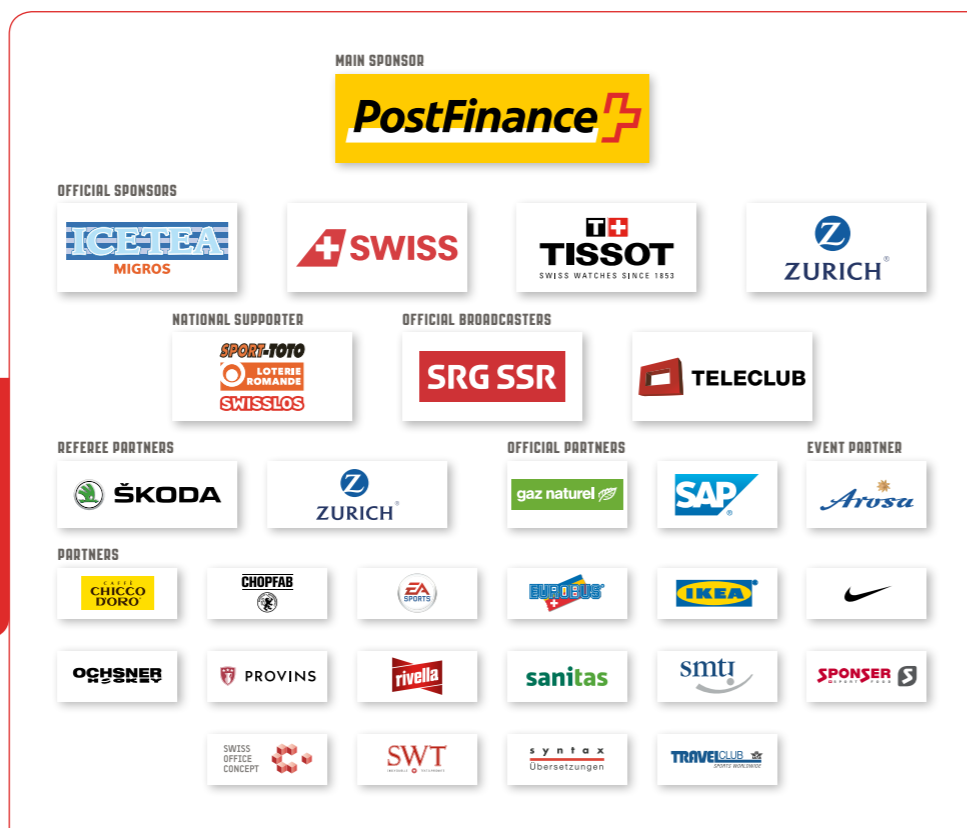 MAIN SPONSOR
PostFinance
OFFICIAL SPONSORS
ICETEA
MIGROS
SWISS
T
TISSOT
SWISS WATCHES SINCE 1853
Z
ZURICH®
NATIONAL SUPPORTER
OFFICIAL BROADCASTERS
SPORT-TOTO
LOTERIE
ROMANDE
SWISSLOS
SRG SSR
TELECLUB
REFEREE PARTNERS
OFFICIAL PARTNERS
EVENT PARTNER
ŠKODA
Z
ZURICH®
gaz naturel
SAP®
Arosa
PARTNERS
CAFFÈ
CHICCO
D'ORO
CHOPFAB
EA
SPORTS
EUROBUS
IKEA®
OCHSNER
HOCKEY
PROVINS
rivella
sanitas
smti
SPONSER
SPORT FOOD
S
SWISS
OFFICE
CONCEPT
SWT
syntax
Übersetzungen
TRAVELCLUB
SPORTS WORLDWIDE